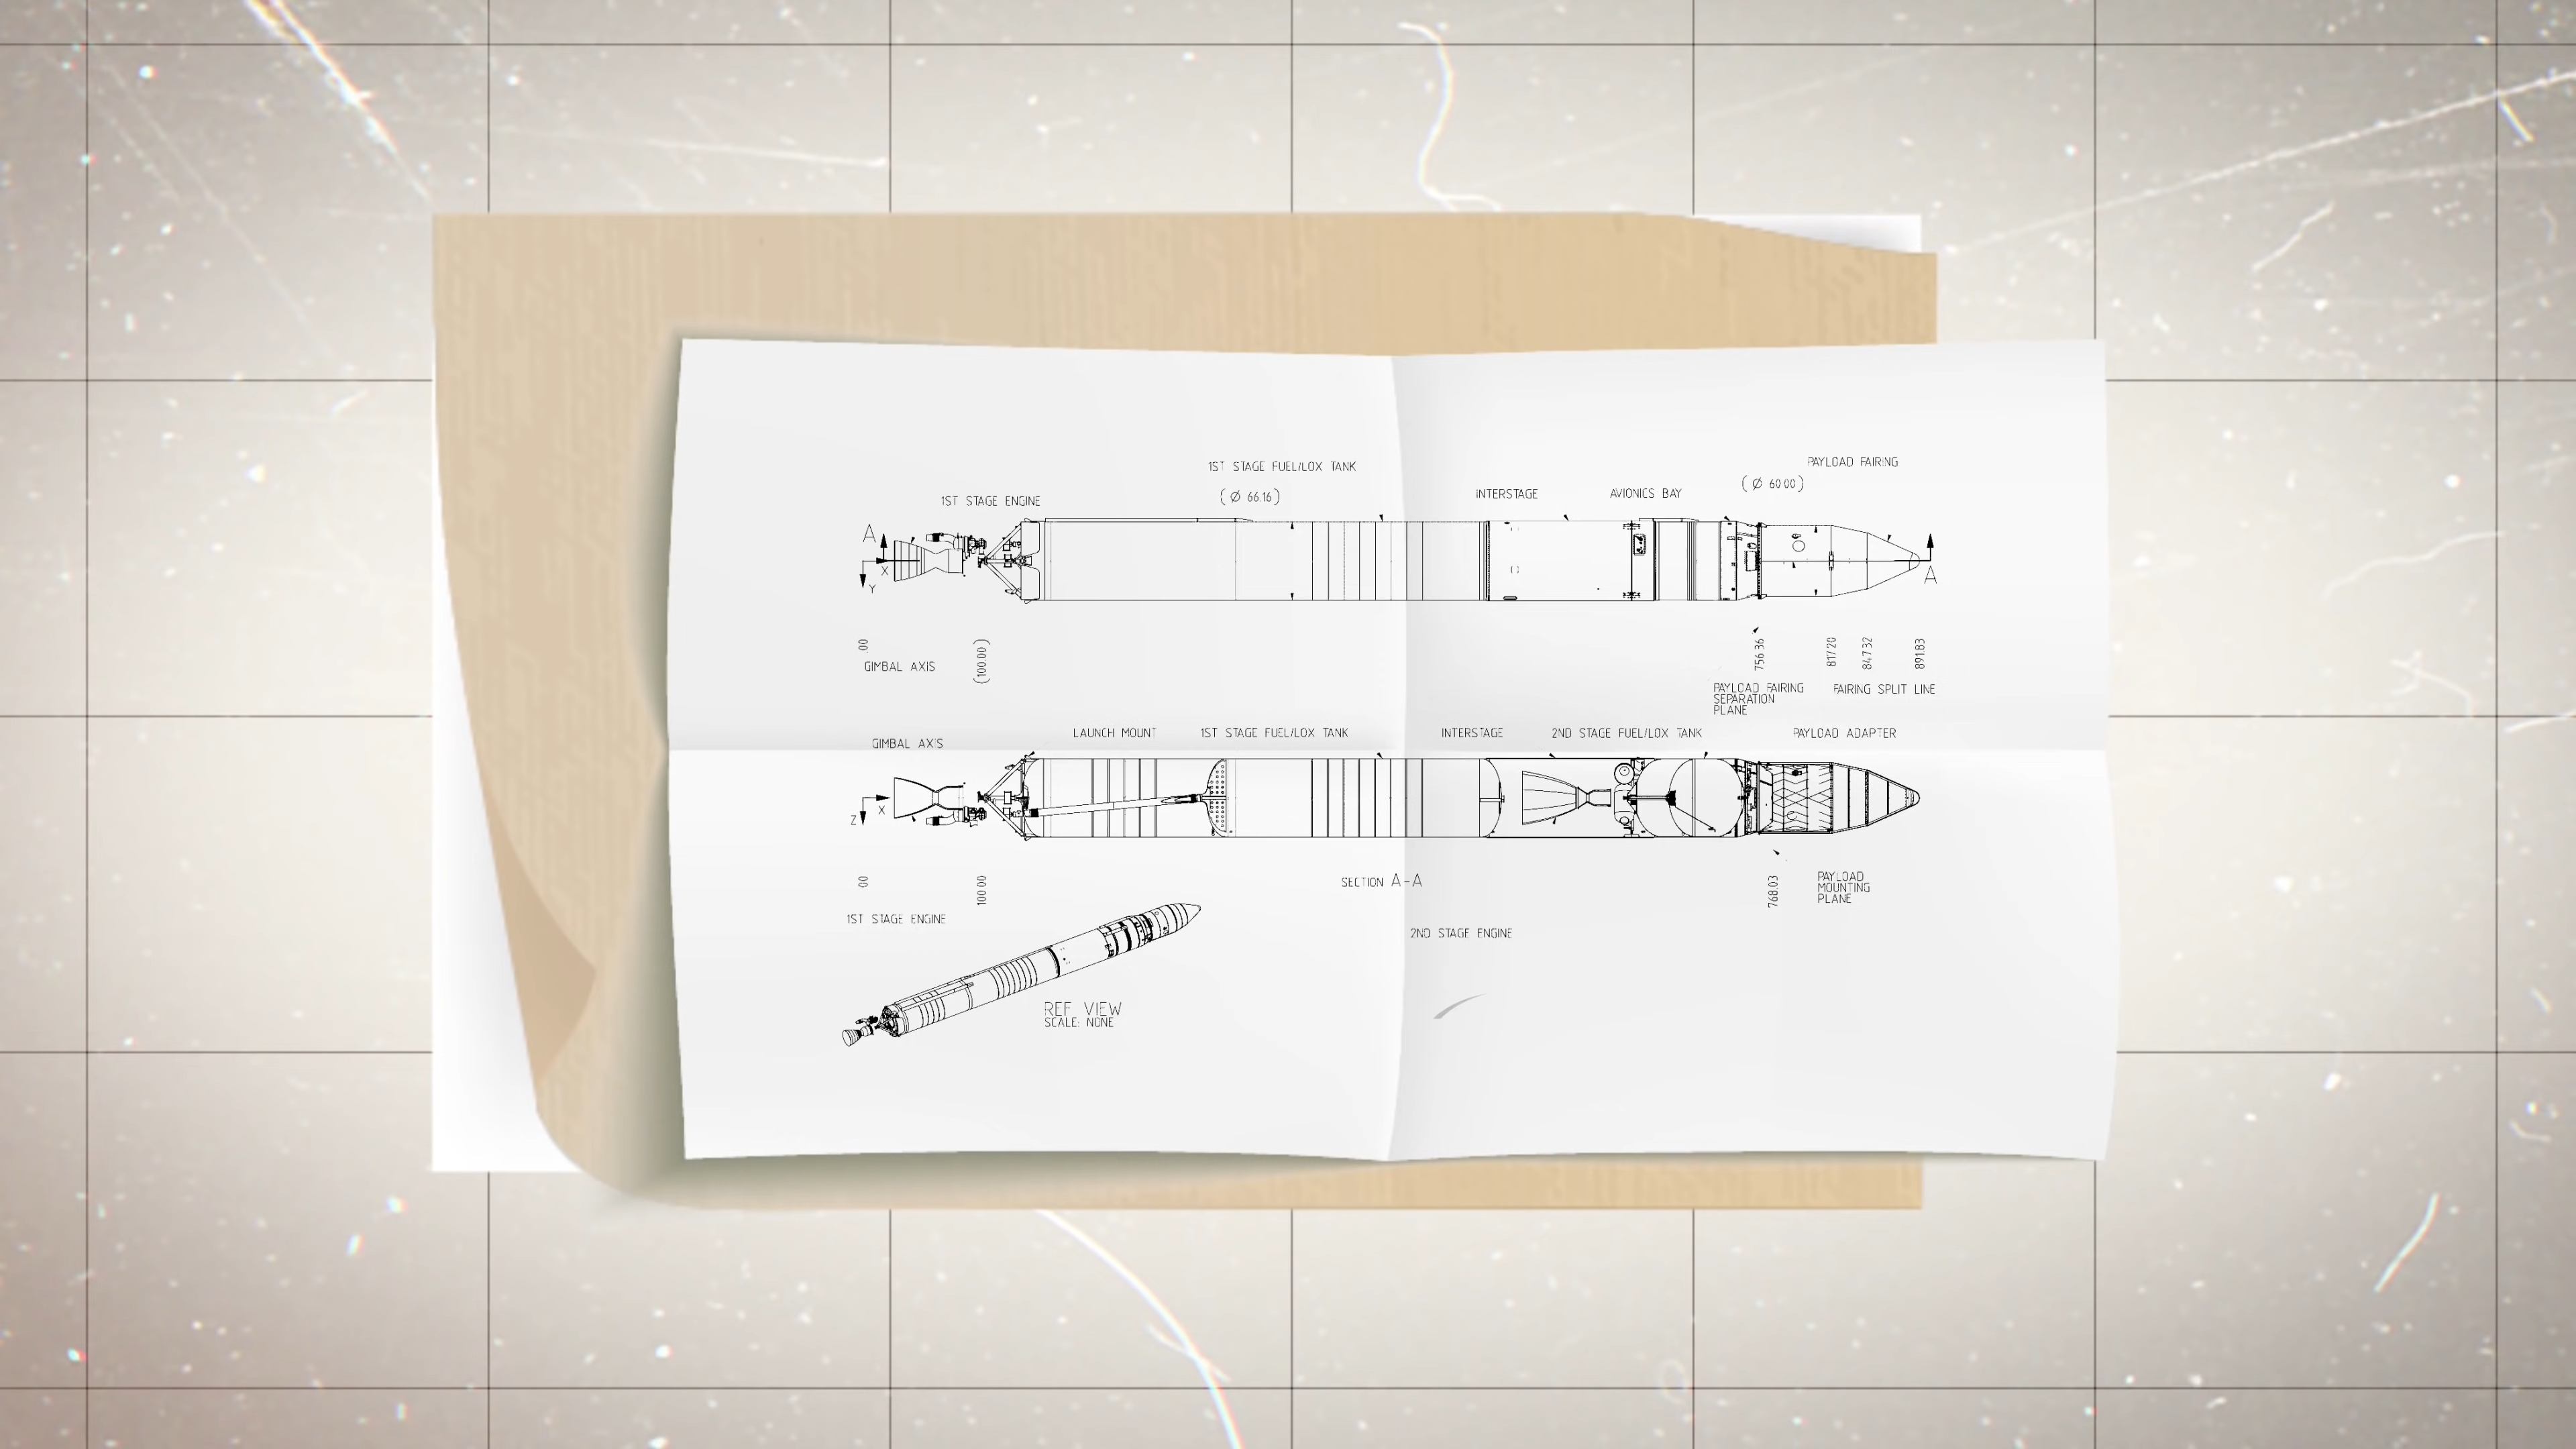 PAYLOAD FAIRING
1ST STAGE FUEL/LOX TANK
(Ø 60.00)
(Ø 66.16)
INTERSTAGE
AVIONICS BAY
1ST STAGE ENGINE
A
X
Y
A
.00
(100.00)
756.36
817.20
847.32
891.83
GIMBAL AXIS
PAYLOAD FAIRING
SEPARATION
PLANE
FAIRING SPLIT LINE
GIMBAL AXIS
LAUNCH MOUNT
1ST STAGE FUEL/LOX TANK
INTERSTAGE
2ND STAGE FUEL/LOX TANK
PAYLOAD ADAPTER
X
Z
.00
100.00
SECTION A-A
768.03
PAYLOAD
MOUNTING
PLANE
1ST STAGE ENGINE
2ND STAGE ENGINE
REF VIEW
SCALE: NONE